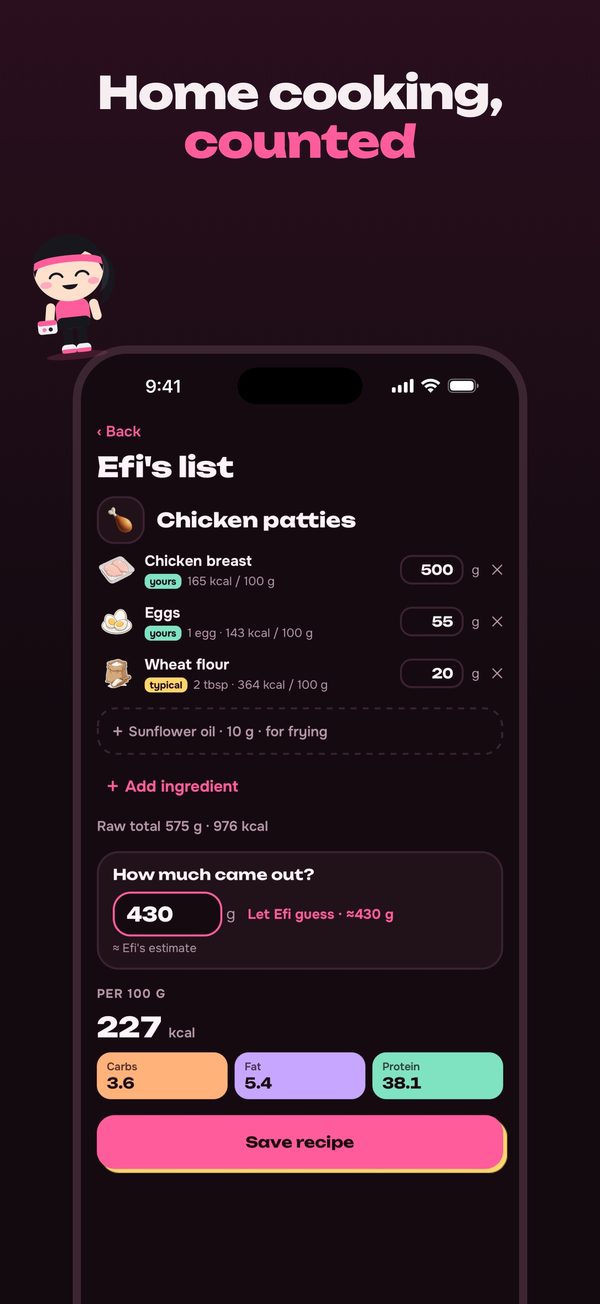 Home cooking,
counted
9:41
‹ Back
Efi's list
Chicken patties
Chicken breast
yours 165 kcal / 100 g
500 g ×
Eggs
yours 1 egg · 143 kcal / 100 g
55 g ×
Wheat flour
typical 2 tbsp · 364 kcal / 100 g
20 g ×
+ Sunflower oil · 10 g · for frying
+ Add ingredient
Raw total 575 g · 976 kcal
How much came out?
430 g Let Efi guess · ≈430 g
≈ Efi's estimate
PER 100 G
227 kcal
Carbs
3.6
Fat
5.4
Protein
38.1
Save recipe